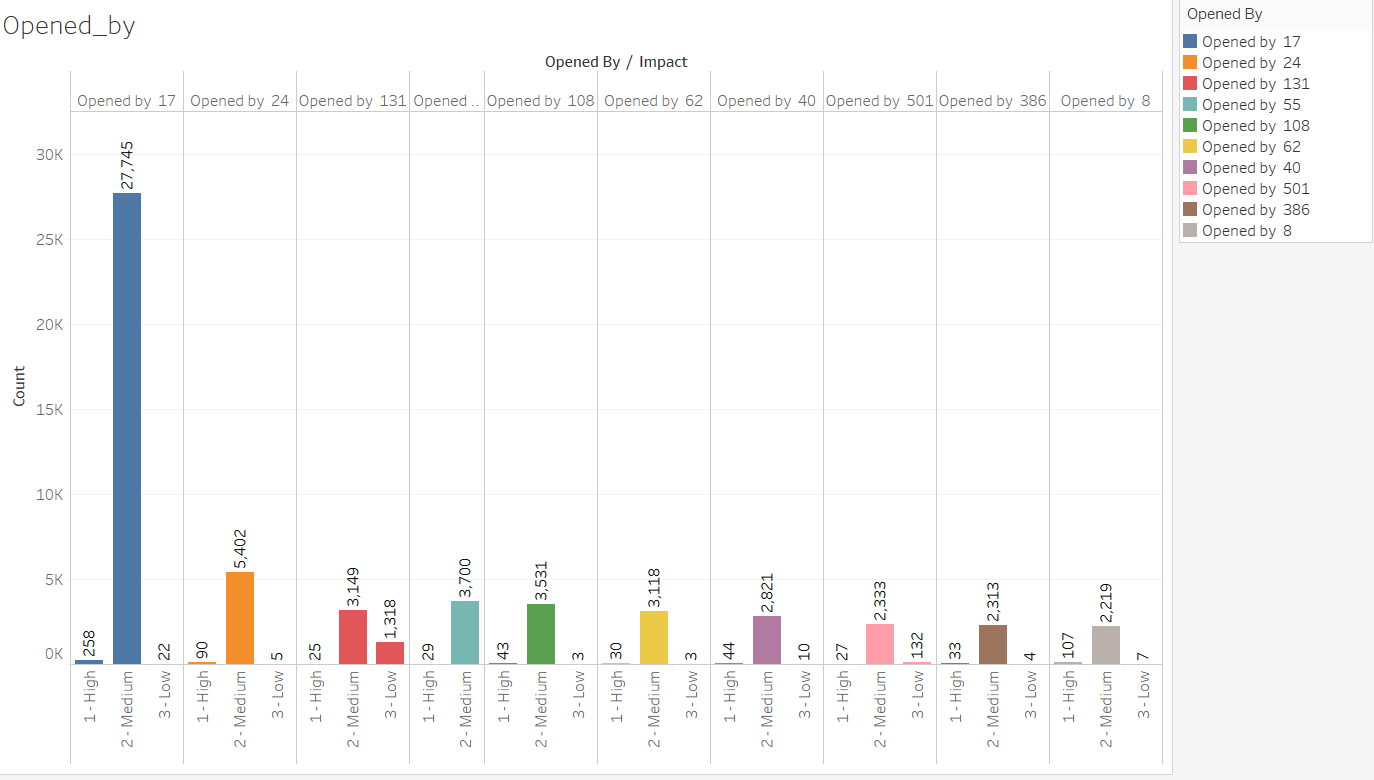 Opened_by
Opened By / Impact
Opened by 17 Opened by 24 Opened by 131 Opened .. Opened by 108 Opened by 62 Opened by 40 Opened by 501 Opened by 386 Opened by 8
Count
30K
25K
20K
15K
10K
5K
0K
258 27,745 22
90 5,402 5
25 3,149 1,318
29 3,700
43 3,531 3
30 3,118 3
44 2,821 10
27 2,333 132
33 2,313 4
107 2,219 7
1 - High 2 - Medium 3 - Low
1 - High 2 - Medium 3 - Low
1 - High 2 - Medium 3 - Low
1 - High 2 - Medium
1 - High 2 - Medium 3 - Low
1 - High 2 - Medium 3 - Low
1 - High 2 - Medium 3 - Low
1 - High 2 - Medium 3 - Low
1 - High 2 - Medium 3 - Low
1 - High 2 - Medium 3 - Low
Opened By
Opened by 17
Opened by 24
Opened by 131
Opened by 55
Opened by 108
Opened by 62
Opened by 40
Opened by 501
Opened by 386
Opened by 8